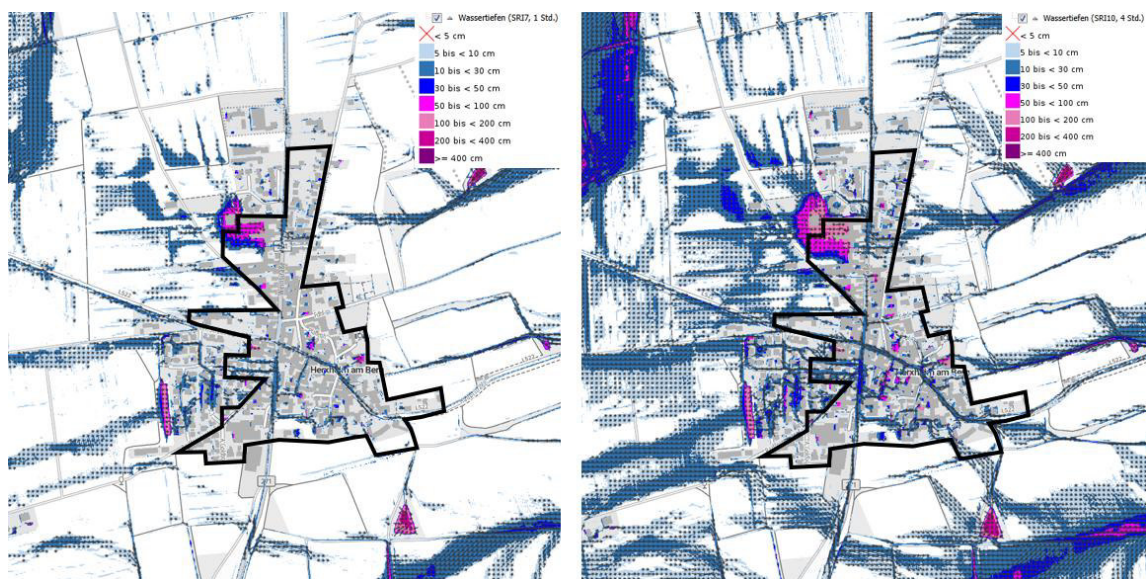 Wassertiefen (SRI7, 1 Std.)
< 5 cm
5 bis < 10 cm
10 bis < 30 cm
30 bis < 50 cm
50 bis < 100 cm
100 bis < 200 cm
200 bis < 400 cm
>= 400 cm
Wassertiefen (SRI10, 4 Std.)
< 5 cm
5 bis < 10 cm
10 bis < 30 cm
30 bis < 50 cm
50 bis < 100 cm
100 bis < 200 cm
200 bis < 400 cm
>= 400 cm
L522
L522